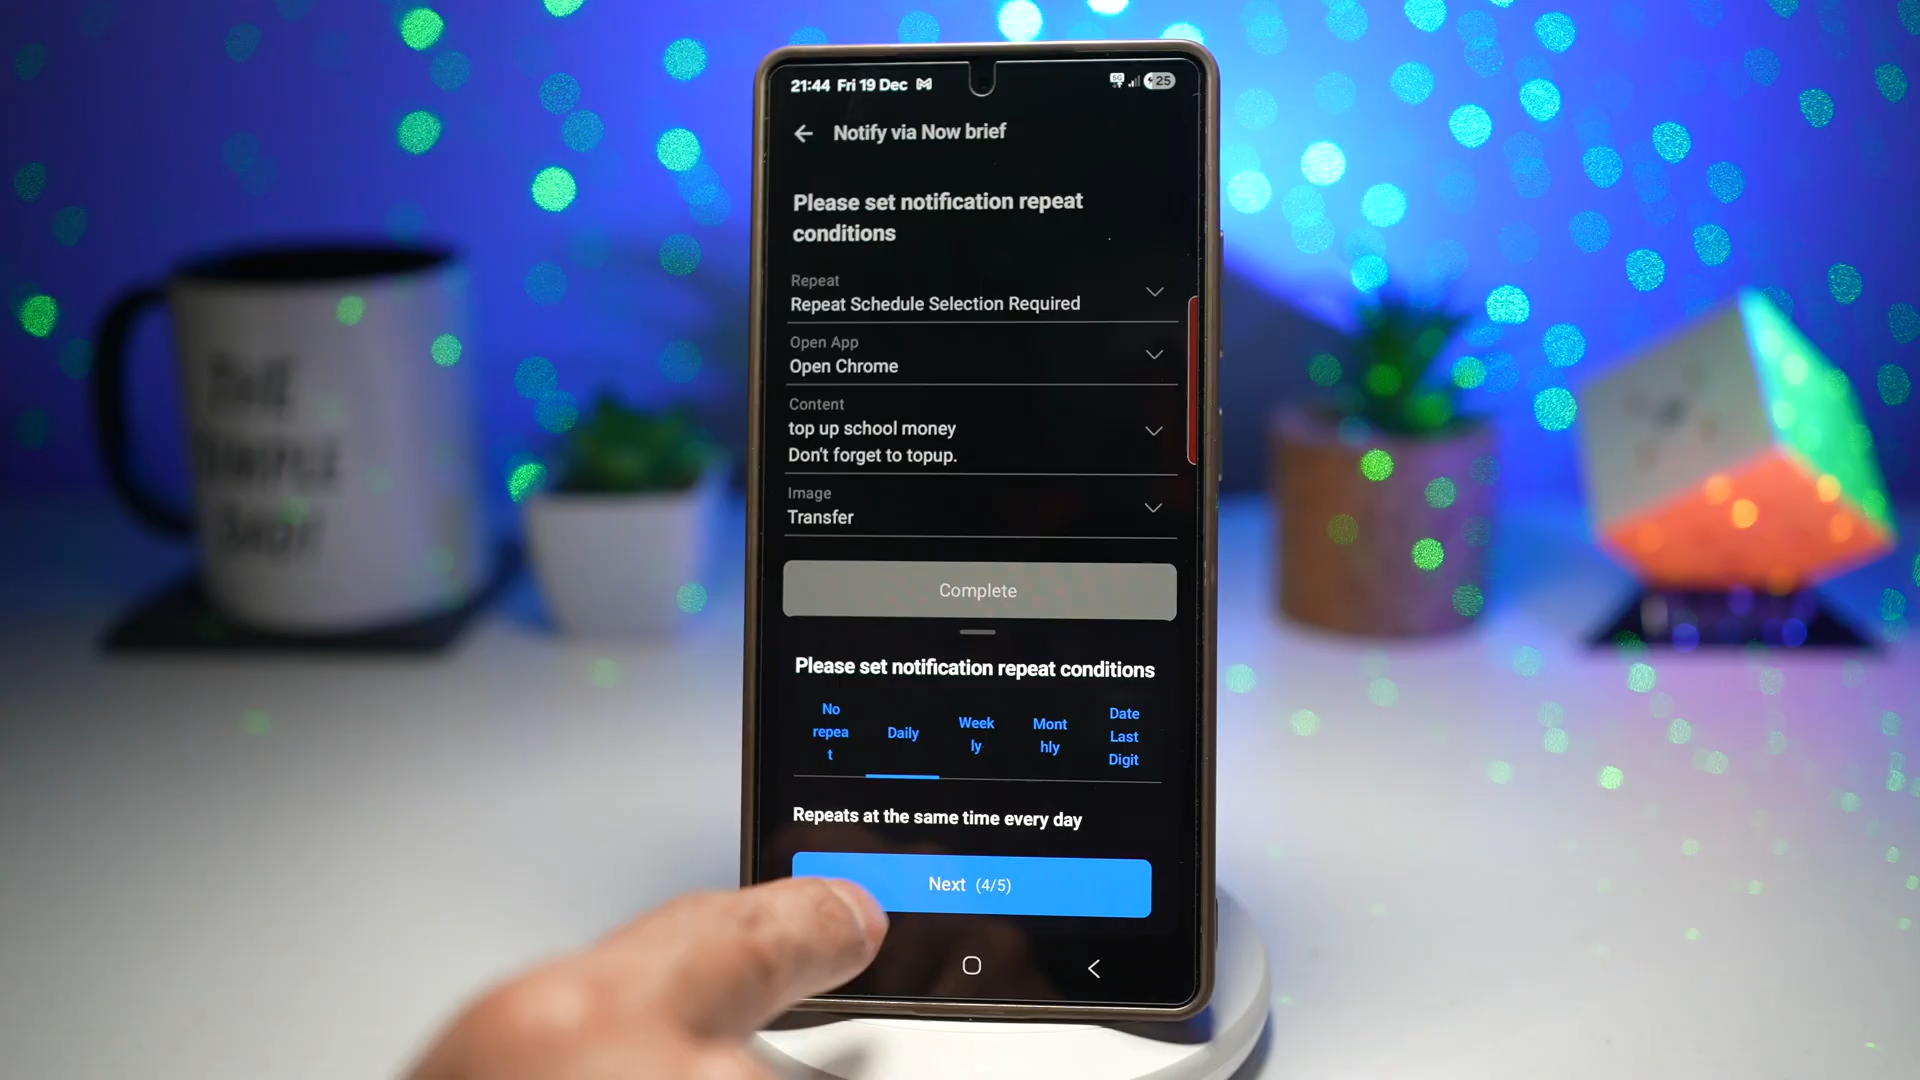 21:44 Fri 19 Dec
5G 25
Notify via Now brief
Please set notification repeat
conditions
Repeat
Repeat Schedule Selection Required
Open App
Open Chrome
Content
top up school money
Don't forget to topup.
Image
Transfer
Complete
Please set notification repeat conditions
No
repea
t
Daily
Week
ly
Mont
hly
Date
Last
Digit
Repeats at the same time every day
Next (4/5)